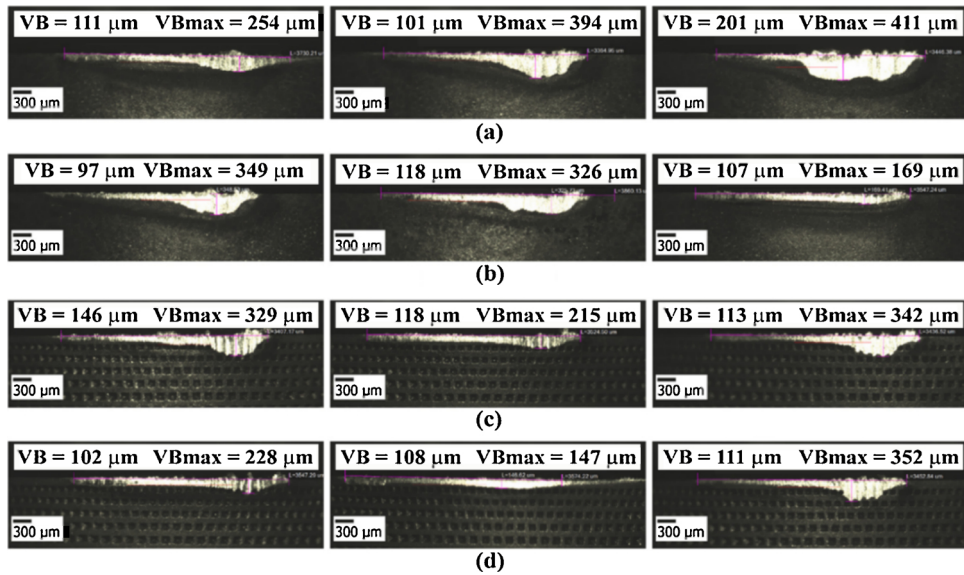 VB = 111 μm VBmax = 254 μm
VB = 101 μm VBmax = 394 μm
VB = 201 μm VBmax = 411 μm
300 μm
300 μm
300 μm
(a)
VB = 97 μm VBmax = 349 μm
VB = 118 μm VBmax = 326 μm
VB = 107 μm VBmax = 169 μm
300 μm
300 μm
300 μm
(b)
VB = 146 μm VBmax = 329 μm
VB = 118 μm VBmax = 215 μm
VB = 113 μm VBmax = 342 μm
300 μm
300 μm
300 μm
(c)
VB = 102 μm VBmax = 228 μm
VB = 108 μm VBmax = 147 μm
VB = 111 μm VBmax = 352 μm
300 μm
300 μm
300 μm
(d)